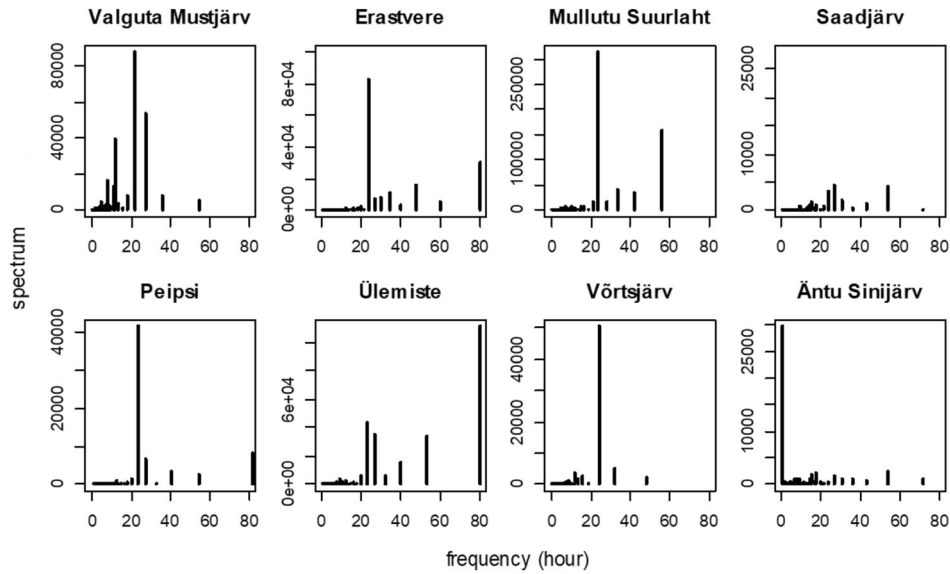 Valguta Mustjärv
Erastvere
Mullutu Suurlaht
Saadjärv
80000
40000
0
0 20 40 60 80
8e+04
4e+04
0e+00
0 20 40 60 80
250000
100000
0
0 20 40 60 80
25000
10000
0
0 20 40 60 80
spectrum
Peipsi
Ülemiste
Võrtsjärv
Äntu Sinijärv
40000
20000
0
0 20 40 60 80
6e+04
0e+00
0 20 40 60 80
40000
20000
0
0 20 40 60 80
25000
10000
0
0 20 40 60 80
frequency (hour)